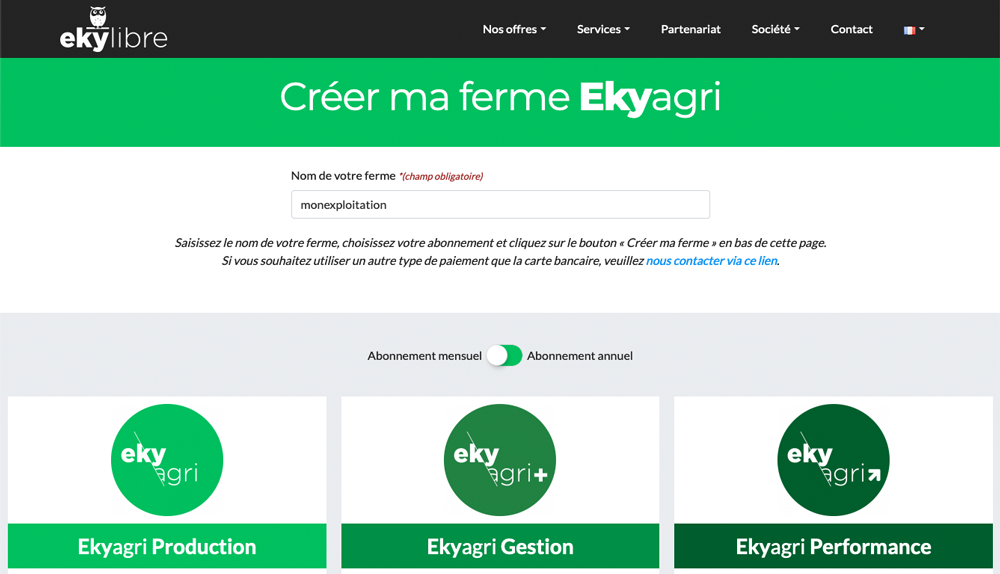 ekylibre
Nos offres
Services
Partenariat
Société
Contact
Créer ma ferme Ekyagri
Nom de votre ferme *(champ obligatoire)
monexploitation
Saisissez le nom de votre ferme, choisissez votre abonnement et cliquez sur le bouton « Créer ma ferme » en bas de cette page.
Si vous souhaitez utiliser un autre type de paiement que la carte bancaire, veuillez nous contacter via ce lien.
Abonnement mensuel
Abonnement annuel
eky
agri
Ekyagri Production
eky
agri+
Ekyagri Gestion
eky
agri
Ekyagri Performance